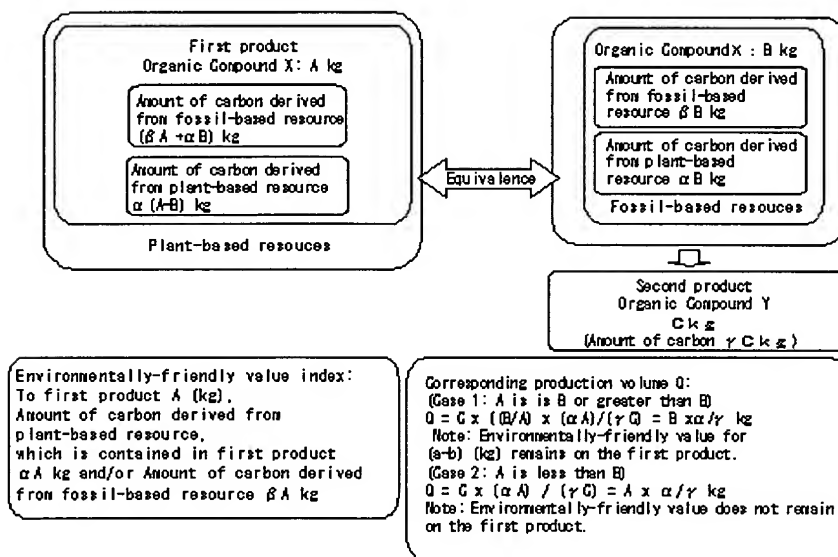 First product
Organic Compound X: A kg
Amount of carbon derived
from fossil-based resource
(βA +αB) kg
Amount of carbon derived
from plant-based resource
α (A-B) kg
Plant-based resouces
Equivalence
Organic CompoundX : B kg
Amount of carbon derived
from fossil-based
resource βB kg
Amount of carbon derived
from plant-based
resource αB kg
Fossil-based resouces
Second product
Organic Compound Y
Ckg
(Amount of carbon γCkg)
Environmentally-friendly value index:
To first product A (kg),
Amount of carbon derived from
plant-based resource,
which is contained in first product
αA kg and/or Amount of carbon derived
from fossil-based resource βA kg
Corresponding production volume Q:
(Case 1: A is is B or greater than B)
Q = C x ((B/A) x (αA)/(γC) = B xα/γ kg
Note: Environmentally-friendly value for
(a-b) (kg) remains on the first product.
(Case 2: A is less than B)
Q = C x (αA) / (γC) = A x α/γ kg
Note: Environmentally-friendly value does not remain
on the first product.